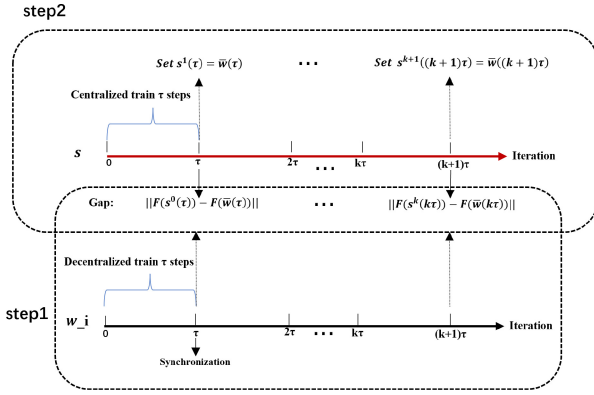 step2
Set s¹(τ) = w̅(τ) ... Set sᵏ⁺¹((k + 1)τ) = w̅((k + 1)τ)
Centralized train τ steps
s 0 τ 2τ ... kτ (k+1)τ Iteration
Gap: ||F(s⁰(τ)) − F(w̅(τ))|| ... ||F(sᵏ(kτ)) − F(w̅(kτ))||
Decentralized train τ steps
step1
w_i 0 τ 2τ ... kτ (k+1)τ Iteration
Synchronization